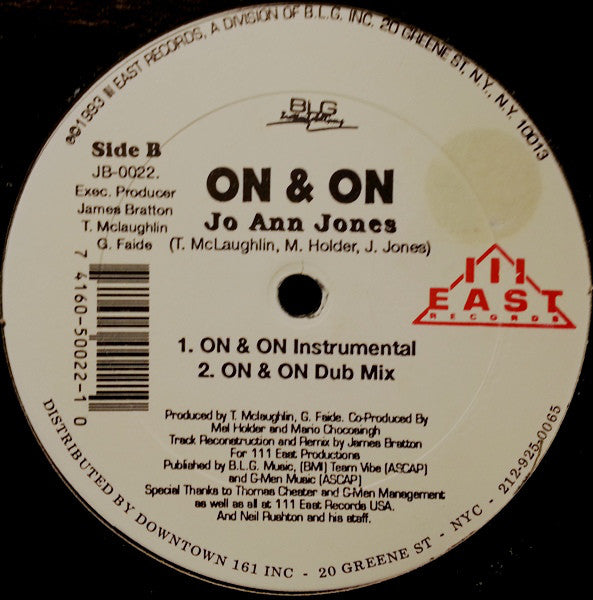 ℗©1993 111 EAST RECORDS, A DIVISION OF B.L.G. INC. 20 GREENE ST., N.Y., N.Y. 10013
BLG
Side B
JB-0022.
Exec. Producer
James Bratton
T. Mclaughlin
G. Faide
ON & ON
Jo Ann Jones
(T. McLaughlin, M. Holder, J. Jones)
7 4160-50022-1 0
111
EAST
RECORDS
1. ON & ON Instrumental
2. ON & ON Dub Mix
Produced by T. Mclaughlin, G. Faide. Co-Produced By
Mel Holder and Mario Chocosingh
Track Reconstruction and Remix by James Bratton
For 111 East Productions
Published by B.L.G. Music, (BMI) Team Vibe (ASCAP)
and G-Men Music (ASCAP)
Special Thanks to Thomas Chester and G-Men Management
as well as all at 111 East Records USA.
And Neil Rushton and his staff.
DISTRIBUTED BY DOWNTOWN 161 INC - 20 GREENE ST - NYC - 212-925-0065